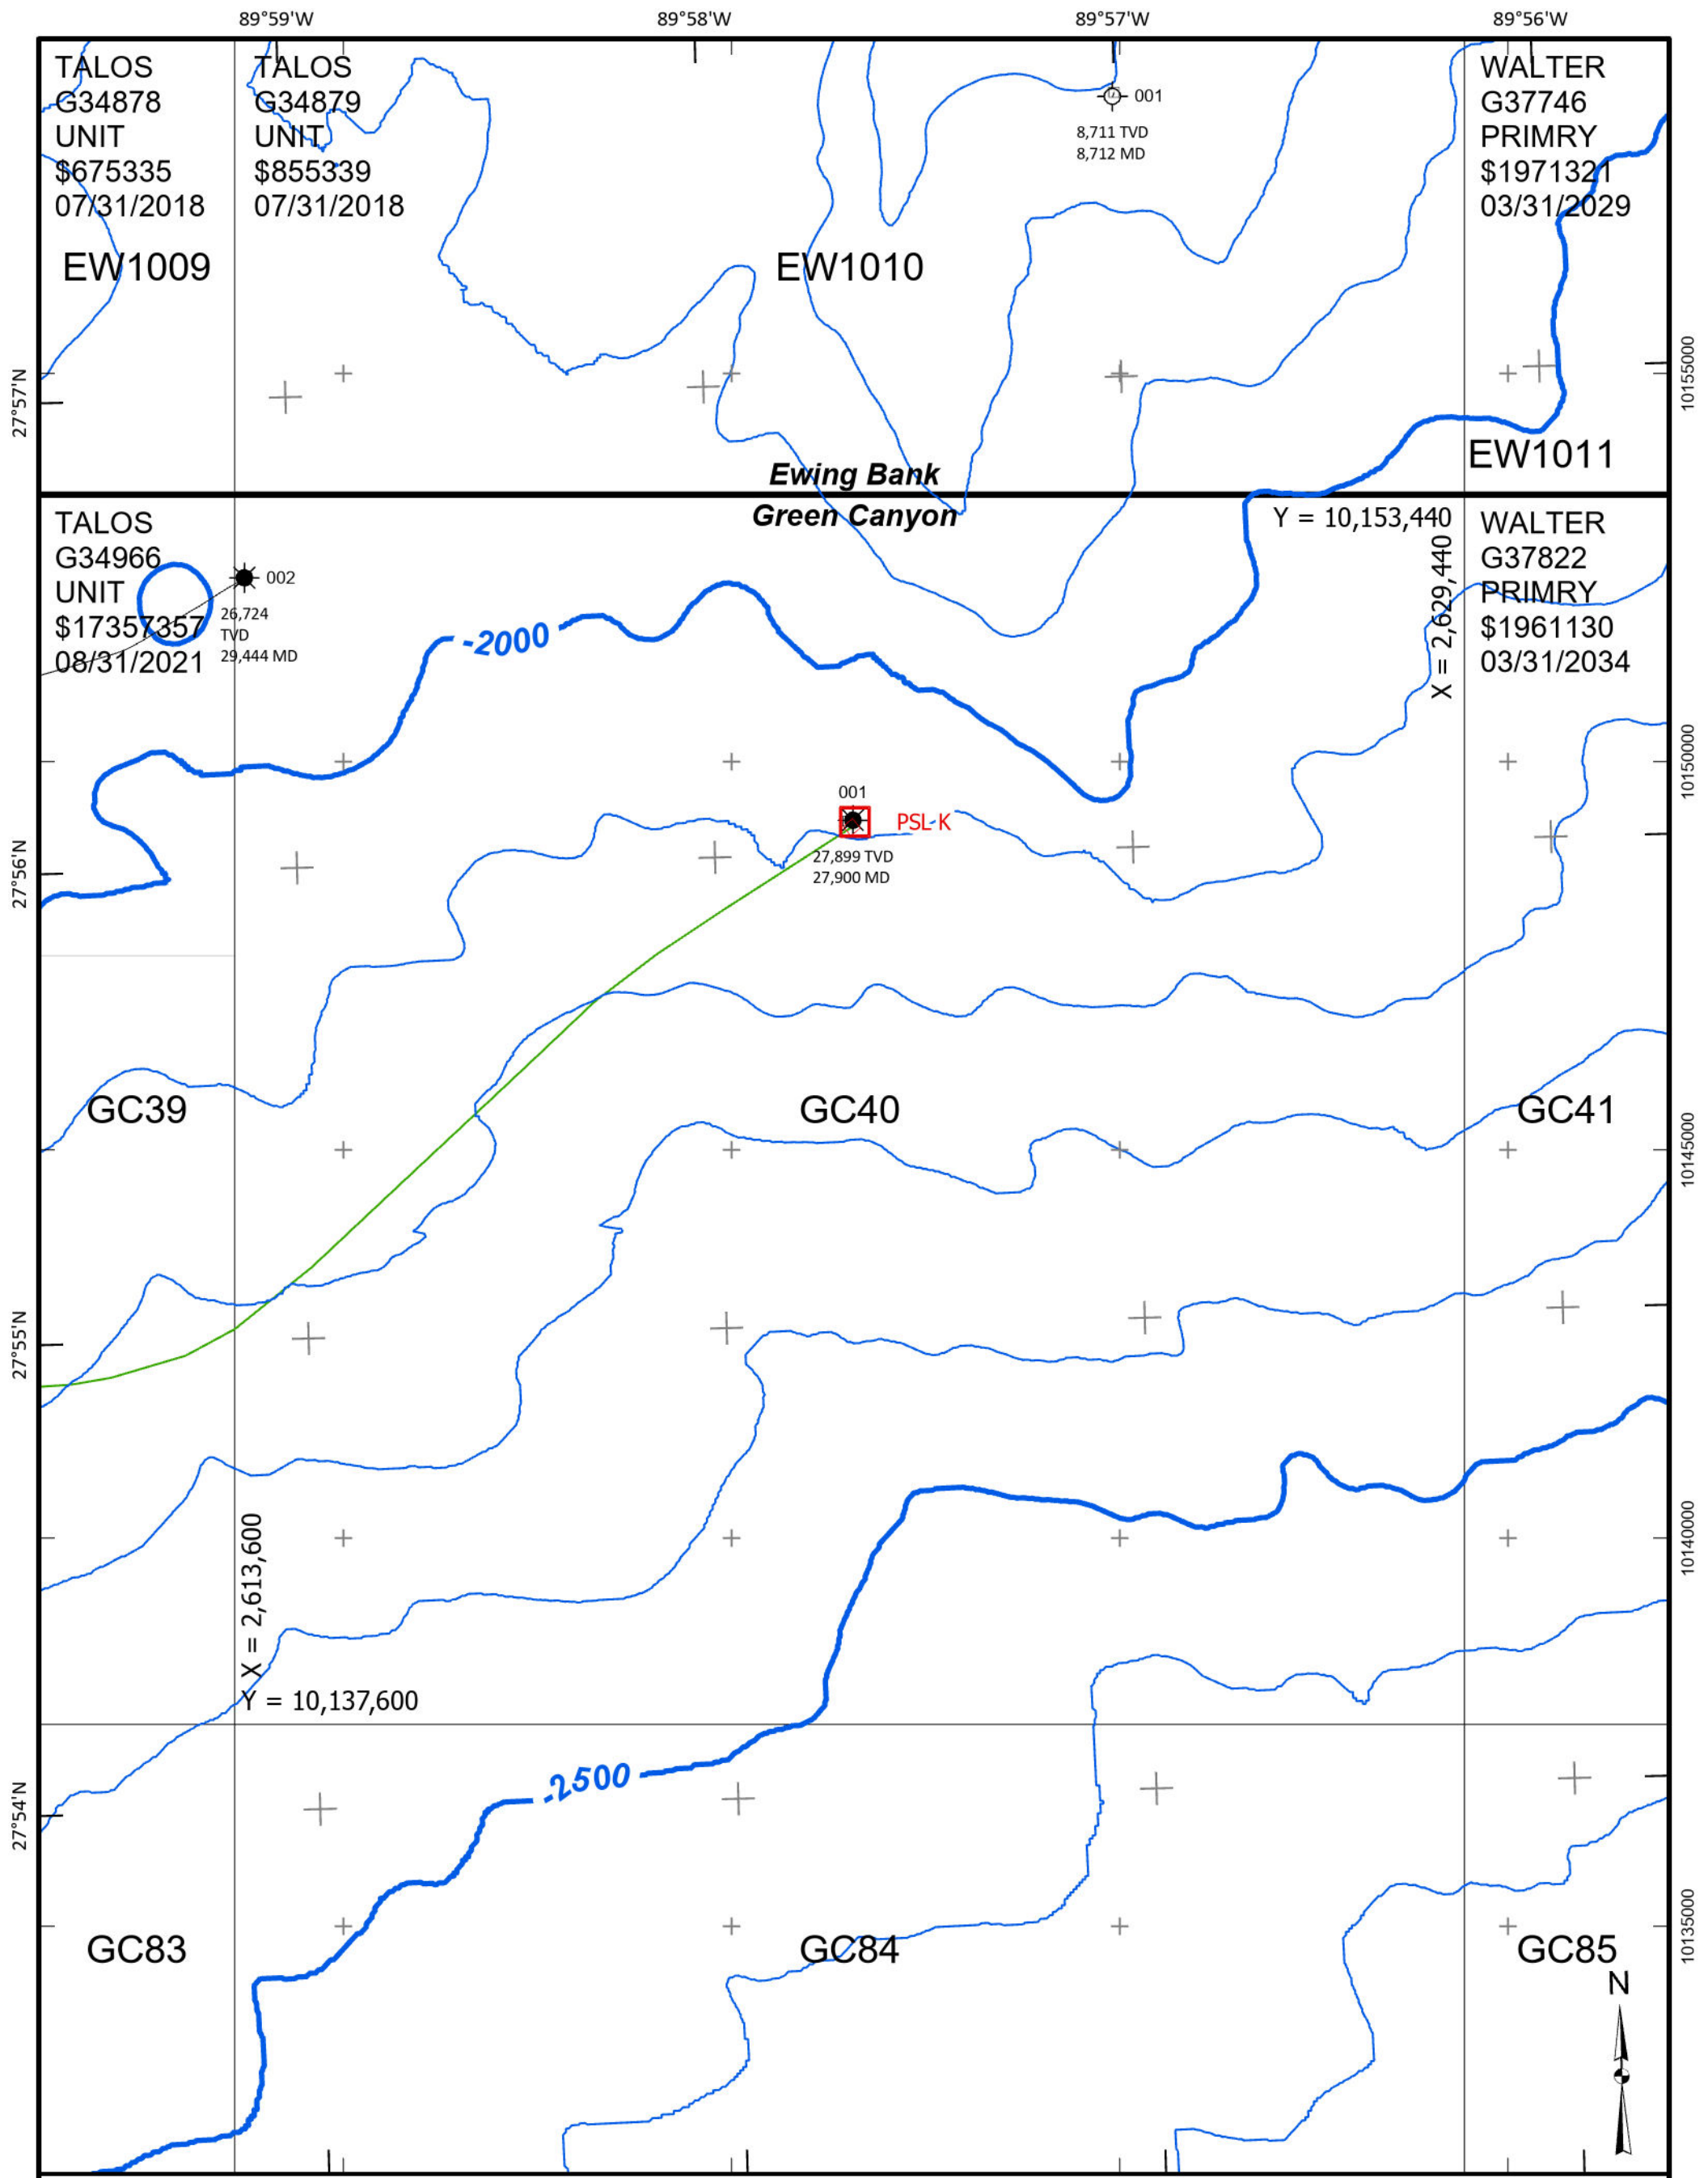 89°59'W
89°58'W
89°57'W
89°56'W
TALOS
G34878
UNIT
$675335
07/31/2018
EW1009
TALOS
G34879
UNIT
$855339
07/31/2018
001
8,711 TVD
8,712 MD
EW1010
WALTER
G37746
PRIMRY
$1971321
03/31/2029
EW1011
27°57'N
10155000
Ewing Bank
Green Canyon
TALOS
G34966
UNIT
$17357357
08/31/2021
002
26,724
TVD
29,444 MD
-2000
Y = 10,153,440
X = 2,629,440
WALTER
G37822
PRIMRY
$1961130
03/31/2034
10150000
001
PSL-K
27,899 TVD
27,900 MD
27°56'N
GC39
GC40
GC41
10145000
27°55'N
10140000
X = 2,613,600
Y = 10,137,600
-2500
27°54'N
10135000
GC83
GC84
GC85
N